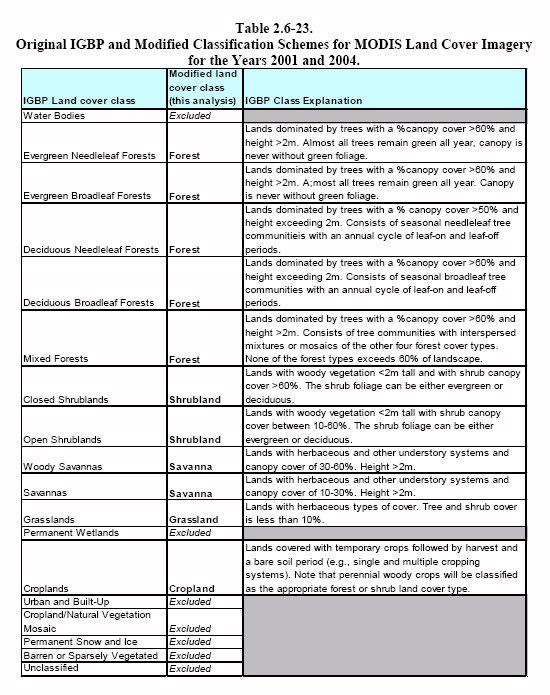 Table 2.6-23.
Original IGBP and Modified Classification Schemes for MODIS Land Cover Imagery
for the Years 2001 and 2004.
IGBP Land cover class
Modified land
cover class
(this analysis)
IGBP Class Explanation
Water Bodies
Excluded
Evergreen Needleleaf Forests
Forest
Lands dominated by trees with a %canopy cover >60% and
height >2m. Almost all trees remain green all year, canopy is
never without green foliage.
Evergreen Broadleaf Forests
Forest
Lands dominated by trees with a %canopy cover >60% and
height >2m. A;most all trees remain green all year. Canopy
is never without green foliage.
Deciduous Needleleaf Forests
Forest
Lands dominated by trees with a % canopy cover >50% and
height exceeding 2m. Consists of seasonal needleleaf tree
communitieis with an annual cycle of leaf-on and leaf-off
periods.
Deciduous Broadleaf Forests
Forest
Lands dominated by trees with a %canopy cover >60% and
height exceeding 2m. Consists of seasonal broadleaf tree
communities with an annual cycle of leaf-on and leaf-off
periods.
Mixed Forests
Forest
Lands dominated by trees with a %canopy cover >60% and
height >2m. Consists of tree communities with interspersed
mixtures or mosaics of the other four forest cover types.
None of the forest types exceeds 60% of landscape.
Closed Shrublands
Shrubland
Lands with woody vegetation <2m tall and with shrub canopy
cover >60%. The shrub foliage can be either evergreen or
deciduous.
Open Shrublands
Shrubland
Lands with woody vegetation <2m tall with shrub canopy
cover between 10-60%. The shrub foliage can be either
evergreen or deciduous.
Woody Savannas
Savanna
Lands with herbaceous and other understory systems and
canopy cover of 30-60%. Height >2m.
Savannas
Savanna
Lands with herbaceous and other understory systems and
canopy cover of 10-30%. Height >2m.
Grasslands
Grassland
Lands with herbaceous types of cover. Tree and shrub cover
is less than 10%.
Permanent Wetlands
Excluded
Croplands
Cropland
Lands covered with temporary crops followed by harvest and
a bare soil period (e.g., single and multiple cropping
systems). Note that perennial woody crops will be classified
as the appropriate forest or shrub land cover type.
Urban and Built-Up
Excluded
Cropland/Natural Vegetation
Mosaic
Excluded
Permanent Snow and Ice
Excluded
Barren or Sparsely Vegetated
Excluded
Unclassified
Excluded